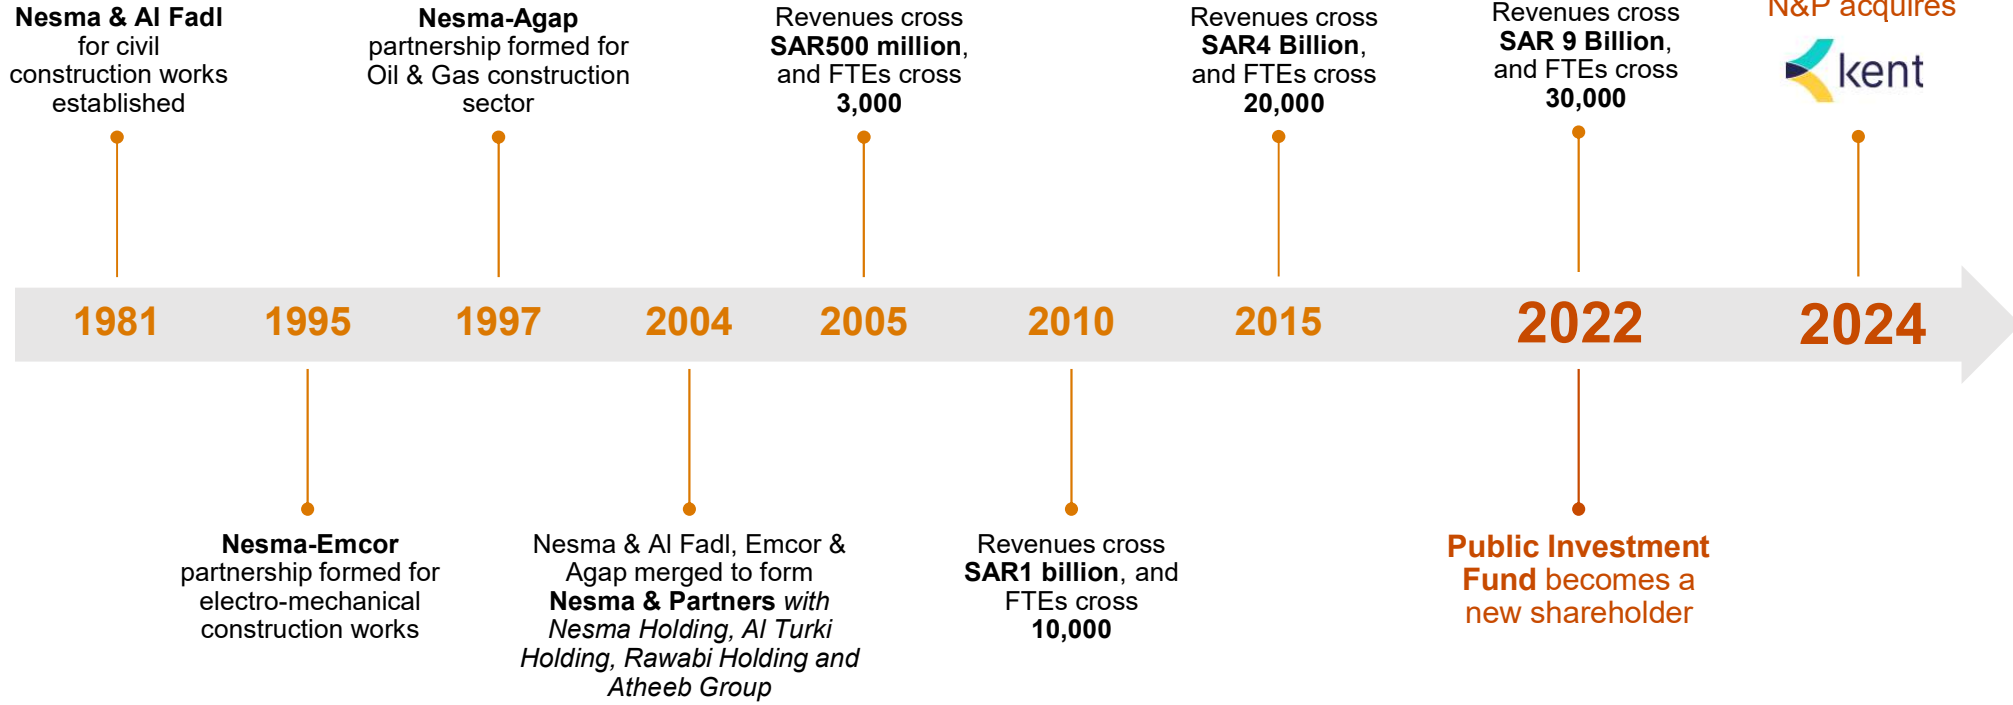 Nesma & Al Fadl
for civil
construction works
established
Nesma-Agap
partnership formed for
Oil & Gas construction
sector
Revenues cross
SAR500 million,
and FTEs cross
3,000
Revenues cross
SAR4 Billion,
and FTEs cross
20,000
Revenues cross
SAR 9 Billion,
and FTEs cross
30,000
N&P acquires
kent
1981
1995
1997
2004
2005
2010
2015
2022
2024
Nesma-Emcor
partnership formed for
electro-mechanical
construction works
Nesma & Al Fadl, Emcor &
Agap merged to form
Nesma & Partners with
Nesma Holding, Al Turki
Holding, Rawabi Holding and
Atheeb Group
Revenues cross
SAR1 billion, and
FTEs cross
10,000
Public Investment
Fund becomes a
new shareholder